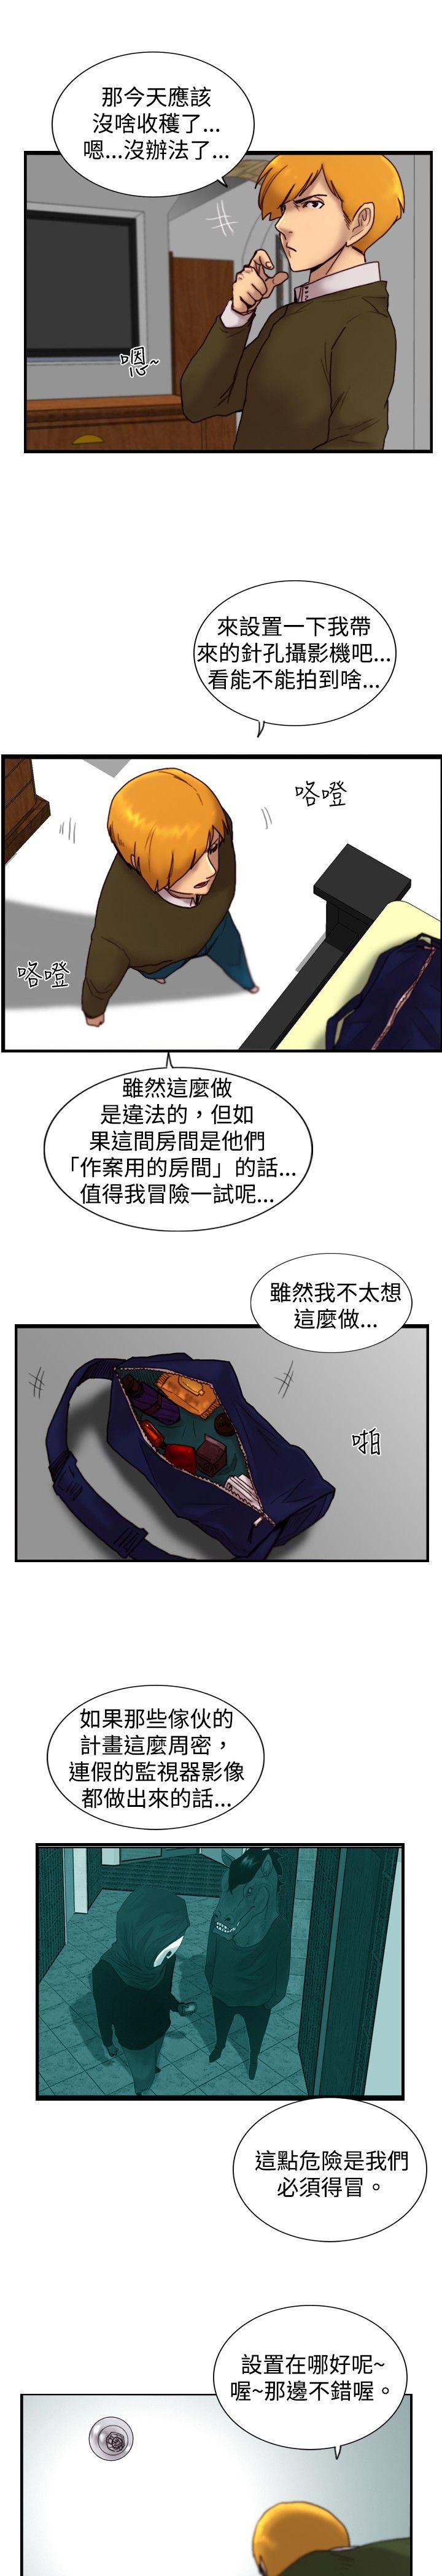 那今天應該
沒啥收穫了...
嗯...沒辦法了...
嗯~
來設置一下我帶
來的針孔攝影機吧...
看能不能拍到啥...
咯噔
咯噔
雖然這麼做
是違法的，但如
果這間房間是他們
「作案用的房間」的話...
值得我冒險一試呢...
雖然我不太想
這麼做...
啪
如果那些傢伙的
計畫這麼周密，
連假的監視器影像
都做出來的話...
這點危險是我們
必須得冒。
設置在哪好呢~
喔~那邊不錯喔。